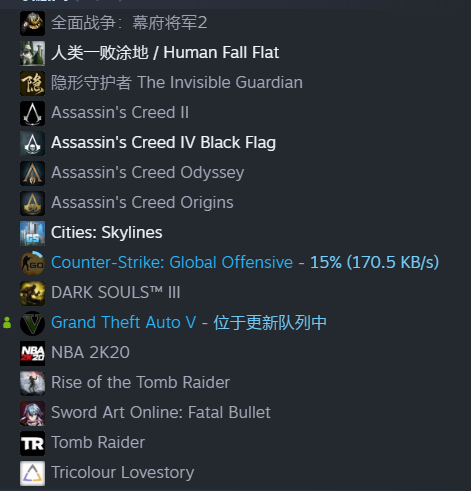 全面战争：幕府将军2
人类一败涂地 / Human Fall Flat
隐形守护者 The Invisible Guardian
Assassin's Creed II
Assassin's Creed IV Black Flag
Assassin's Creed Odyssey
Assassin's Creed Origins
Cities: Skylines
Counter-Strike: Global Offensive - 15% (170.5 KB/s)
DARK SOULS™ III
Grand Theft Auto V - 位于更新队列中
NBA 2K20
Rise of the Tomb Raider
Sword Art Online: Fatal Bullet
Tomb Raider
Tricolour Lovestory